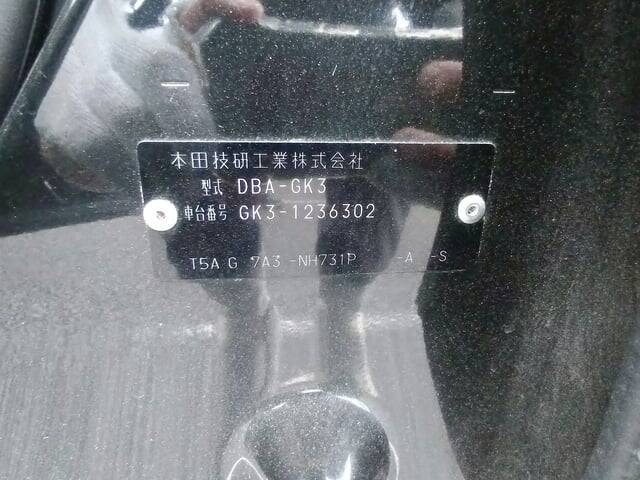 本田技研工業株式会社
型式 DBA-GK3
車台番号 GK3-1236302
T5A G 7A3 -NH731P -A -S